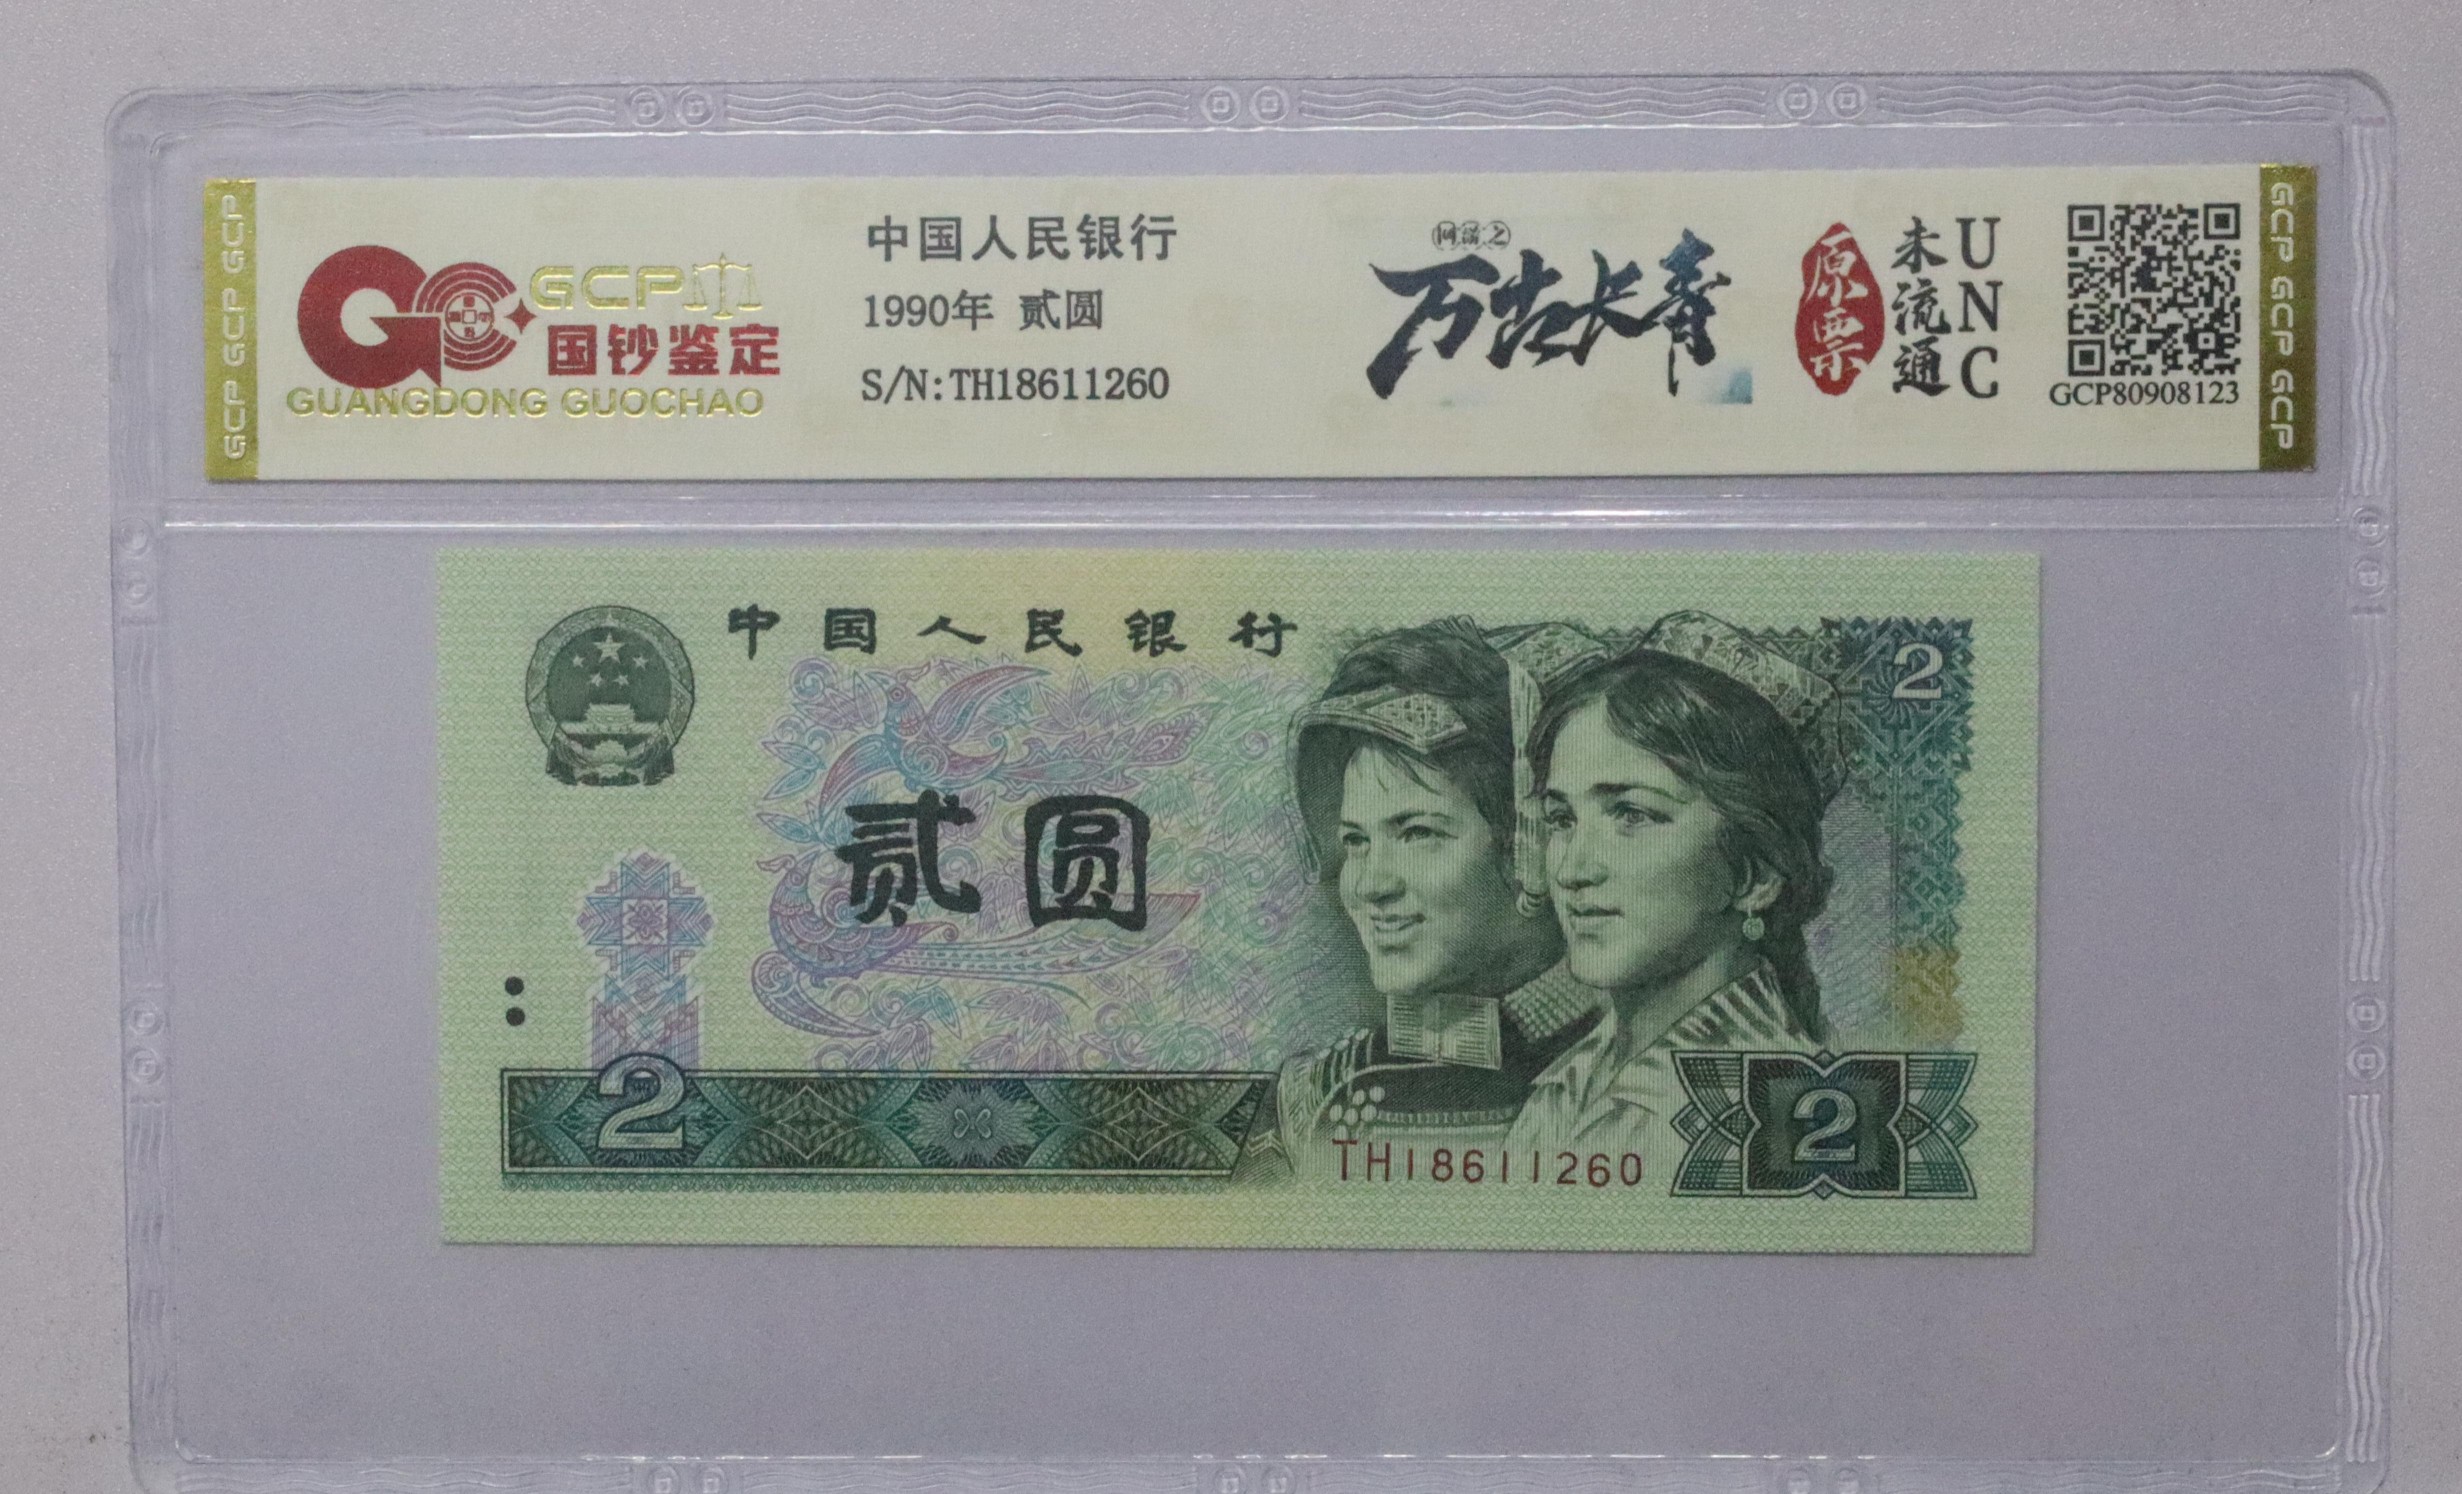 GCP GCP GCP
GCP
国钞鉴定
GUANGDONG GUOCHAO
中国人民银行
1990年 贰圆
S/N:TH18611260
万古长青
原票
未流通
UNC
GCP80908123
GCP GCP GCP
中国人民银行
2
贰圆
2
TH18611260
2